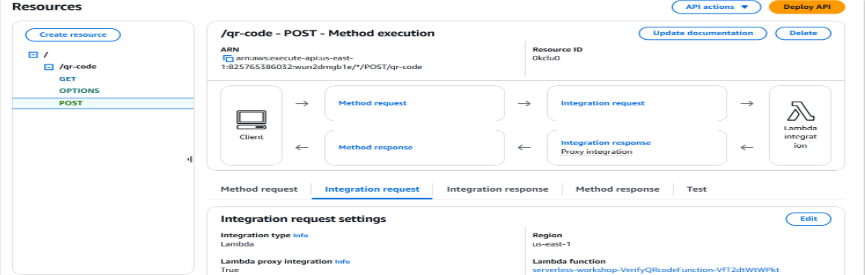 Resources
API actions ▼
Deploy API
Create resource
/
/qr-code
GET
OPTIONS
POST
/qr-code - POST - Method execution
Update documentation
Delete
ARN
arn:aws:execute-api:us-east-
1:825765386032:wun2dmgb1e/*/POST/qr-code
Resource ID
0kclu0
Client
Method request
Integration request
Method response
Integration response
Proxy integration
Lambda
integrat
ion
Method request
Integration request
Integration response
Method response
Test
Integration request settings
Edit
Integration type Info
Lambda
Region
us-east-1
Lambda proxy integration Info
True
Lambda function
serverless-workshop-VerifyQRcodeFunction-VfT2dtWtWPkt